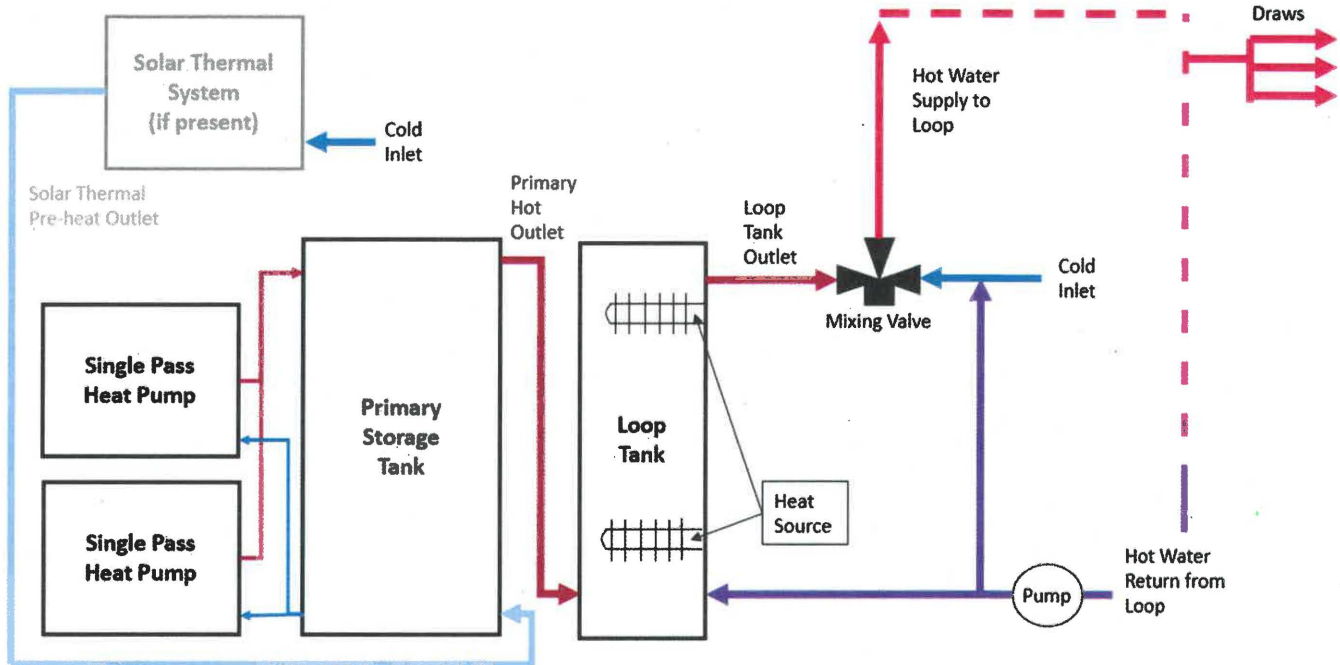 Solar Thermal
System
(if present)
Cold
Inlet
Solar Thermal
Pre-heat Outlet
Single Pass
Heat Pump
Single Pass
Heat Pump
Primary
Storage
Tank
Primary
Hot
Outlet
Loop
Tank
Heat
Source
Loop
Tank
Outlet
Mixing Valve
Hot Water
Supply to
Loop
Cold
Inlet
Draws
Pump
Hot Water
Return from
Loop